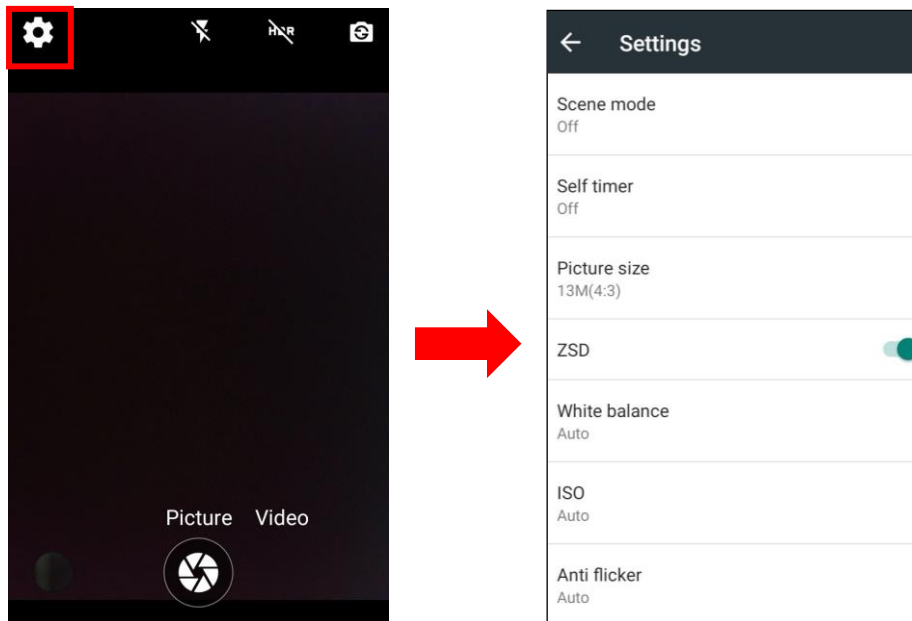 HDR
Picture Video
Settings
Scene mode
Off
Self timer
Off
Picture size
13M(4:3)
ZSD
White balance
Auto
ISO
Auto
Anti flicker
Auto